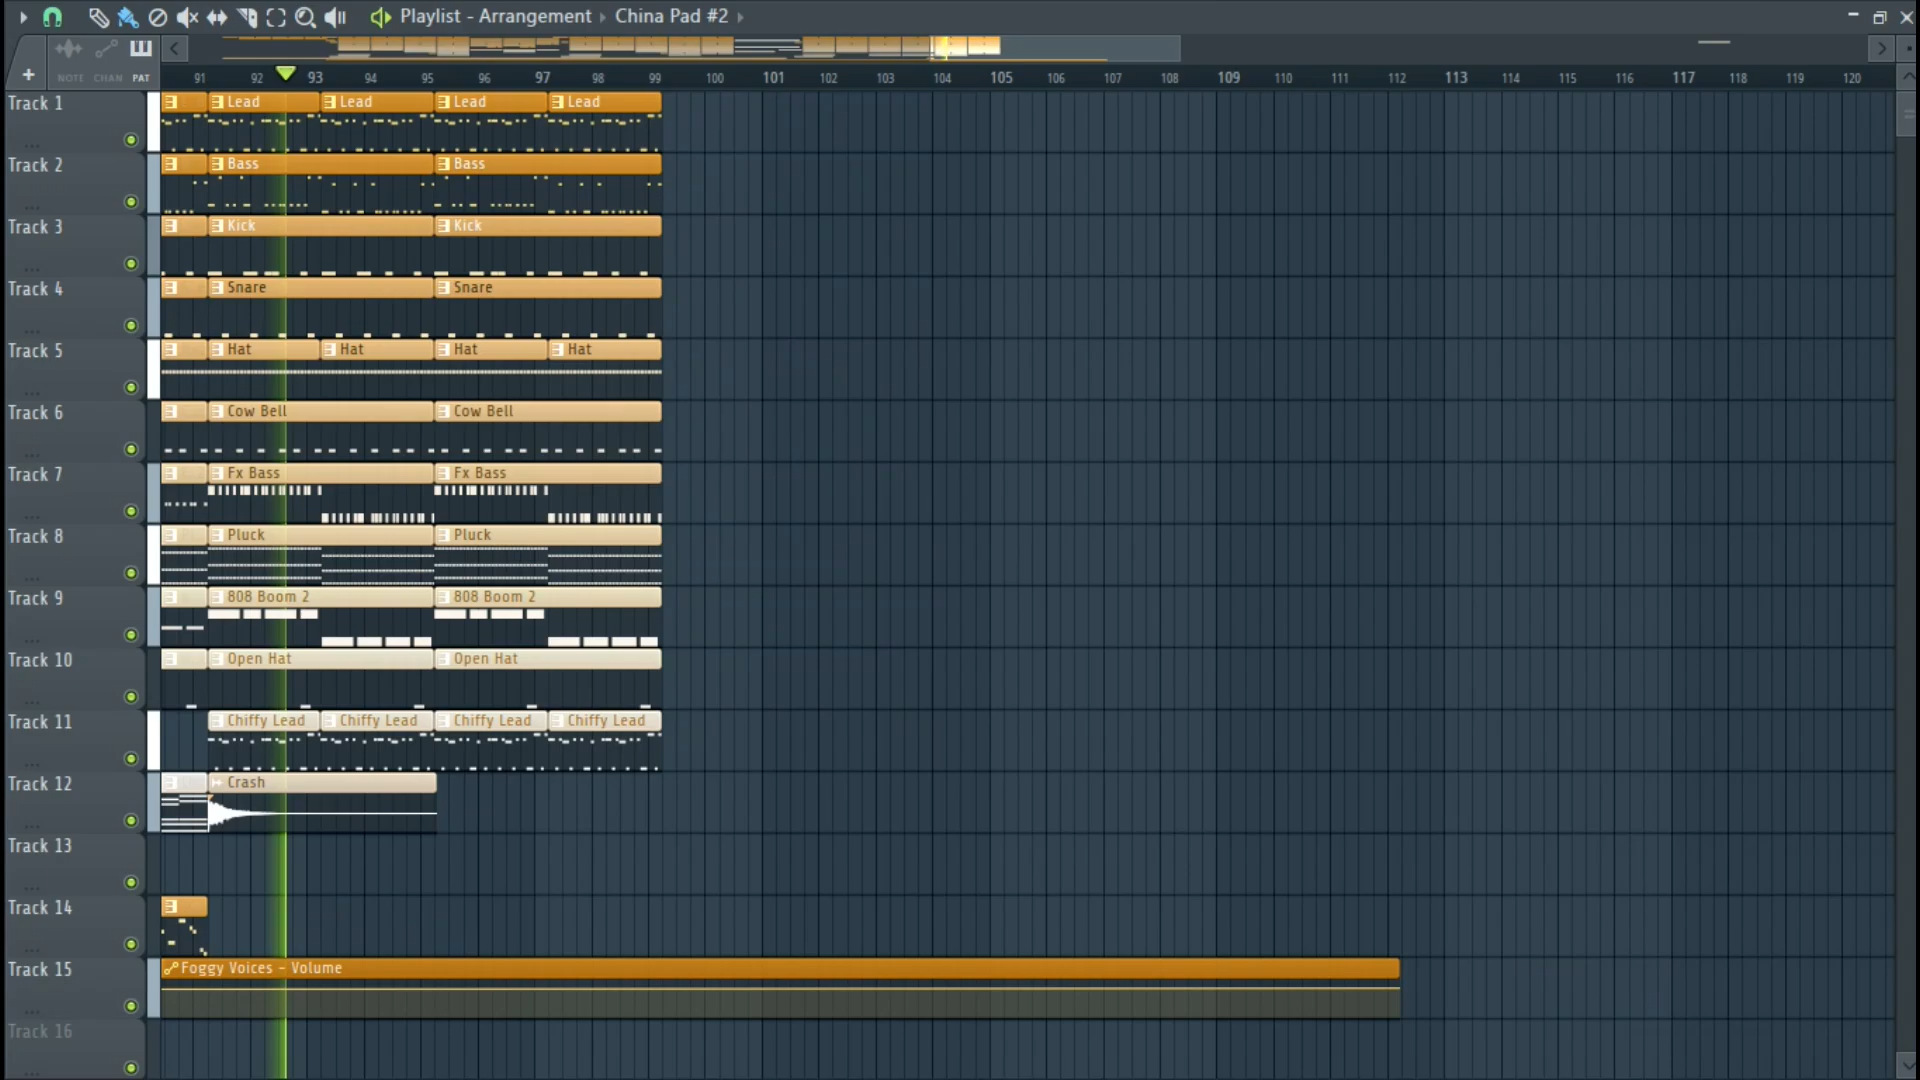 Playlist - Arrangement › China Pad #2 ›
NOTE CHAN PAT
91 92 93 94 95 96 97 98 99 100 101 102 103 104 105 106 107 108 109 110 111 112 113 114 115 116 117 118 119 120
Track 1 Lead Lead Lead Lead
Track 2 Bass Bass
Track 3 Kick Kick
Track 4 Snare Snare
Track 5 Hat Hat Hat Hat
Track 6 Cow Bell Cow Bell
Track 7 Fx Bass Fx Bass
Track 8 Pluck Pluck
Track 9 808 Boom 2 808 Boom 2
Track 10 Open Hat Open Hat
Track 11 Chiffy Lead Chiffy Lead Chiffy Lead Chiffy Lead
Track 12 Crash
Track 13
Track 14
Track 15 Foggy Voices - Volume
Track 16